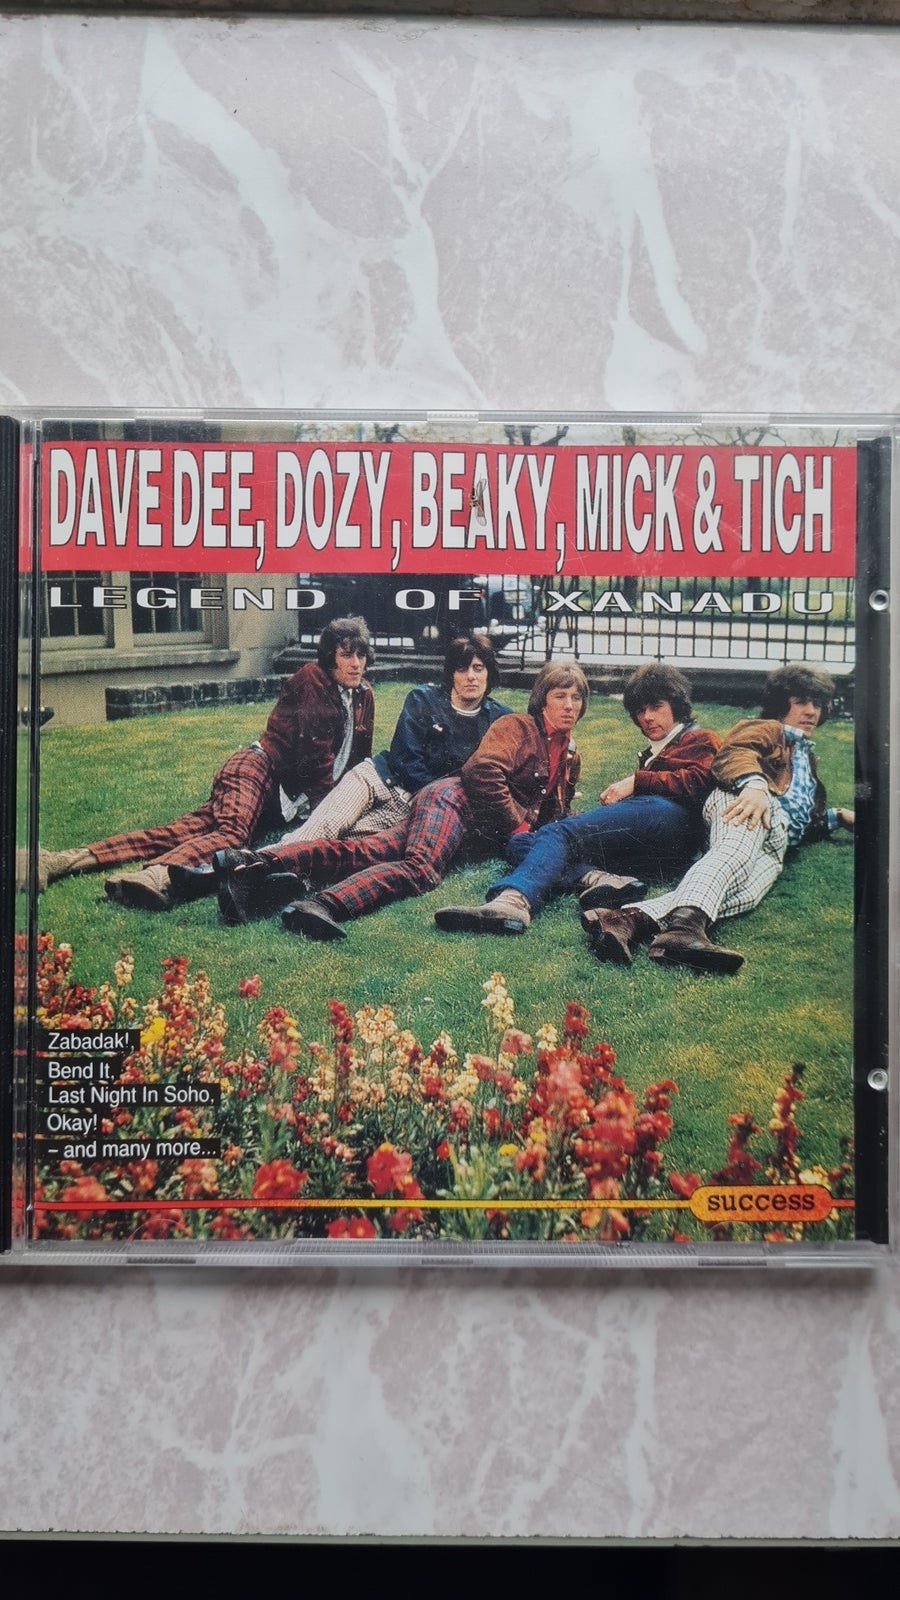 DAVE DEE, DOZY, BEAKY, MICK & TICH
LEGEND OF XANADU
Zabadak!,
Bend It,
Last Night In Soho,
Okay!
– and many more...
success